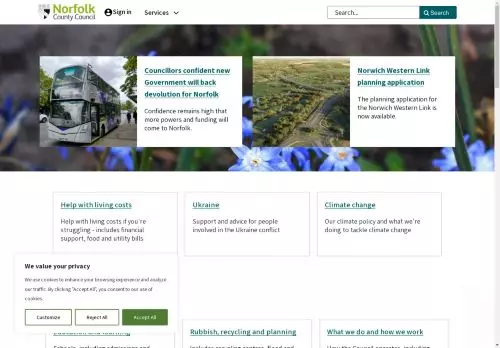 Norfolk
County Council
Sign in
Services
Search...
Search
Councillors confident new
Government will back
devolution for Norfolk
Confidence remains high that
more powers and funding will
come to Norfolk.
Norwich Western Link
planning application
The planning application for
the Norwich Western Link is
now available.
Help with living costs
Help with living costs if you're
struggling - includes financial
support, food and utility bills
Ukraine
Support and advice for people
involved in the Ukraine conflict
Climate change
Our climate policy and what we're
doing to tackle climate change
We value your privacy
We use cookies to enhance your browsing experience and analyze
our traffic. By clicking "Accept All", you consent to our use of
cookies.
Customize
Reject All
Accept All
Rubbish, recycling and planning
What we do and how we work